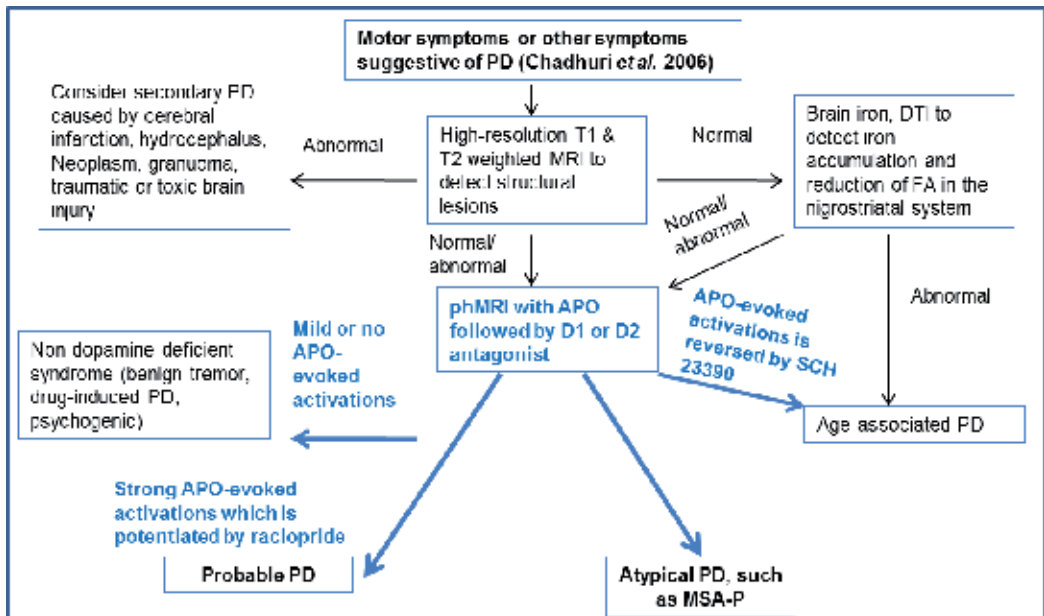 Motor symptoms or other symptoms
suggestive of PD (Chadhuri et al. 2006)
Consider secondary PD
caused by cerebral
infarction, hydrocephalus,
Neoplasm, granuoma,
traumatic or toxic brain
injury
Abnormal
High-resolution T1 &
T2 weighted MRI to
detect structural
lesions
Normal
Brain iron, DTI to
detect iron
accumulation and
reduction of FA in the
nigrostriatal system
Normal/
abnormal
Normal/
abnormal
Abnormal
phMRI with APO
followed by D1 or D2
antagonist
APO-evoked
activations is
reversed by SCH
23390
Mild or no
APO-
evoked
activations
Non dopamine deficient
syndrome (benign tremor,
drug-induced PD,
psychogenic)
Age associated PD
Strong APO-evoked
activations which is
potentiated by raclopride
Probable PD
Atypical PD, such
as MSA-P